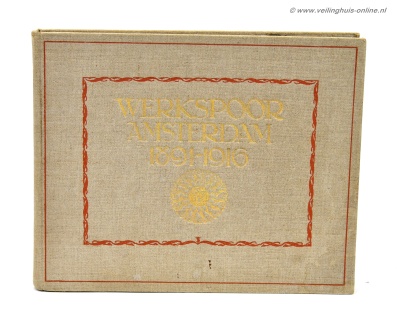 © www.veilinghuis-online.nl
WERKSPOOR
AMSTERDAM
1891-1916